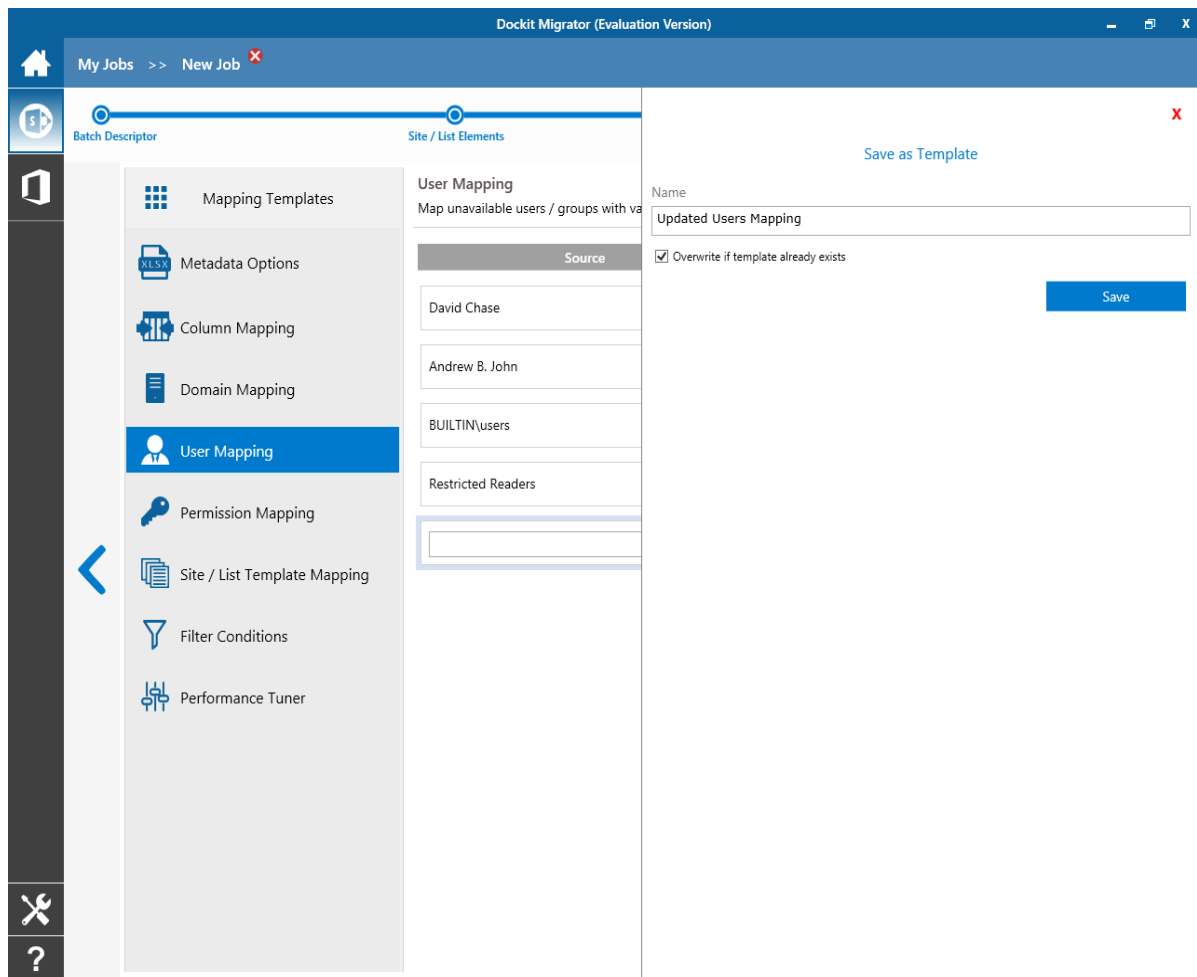 Dockit Migrator (Evaluation Version)
My Jobs >> New Job
Batch Descriptor
Site / List Elements
Mapping Templates
XLSX
Metadata Options
Column Mapping
Domain Mapping
User Mapping
Permission Mapping
Site / List Template Mapping
Filter Conditions
Performance Tuner
User Mapping
Map unavailable users / groups with va
Source
David Chase
Andrew B. John
BUILTIN\users
Restricted Readers
X
Save as Template
Name
Updated Users Mapping
Overwrite if template already exists
Save